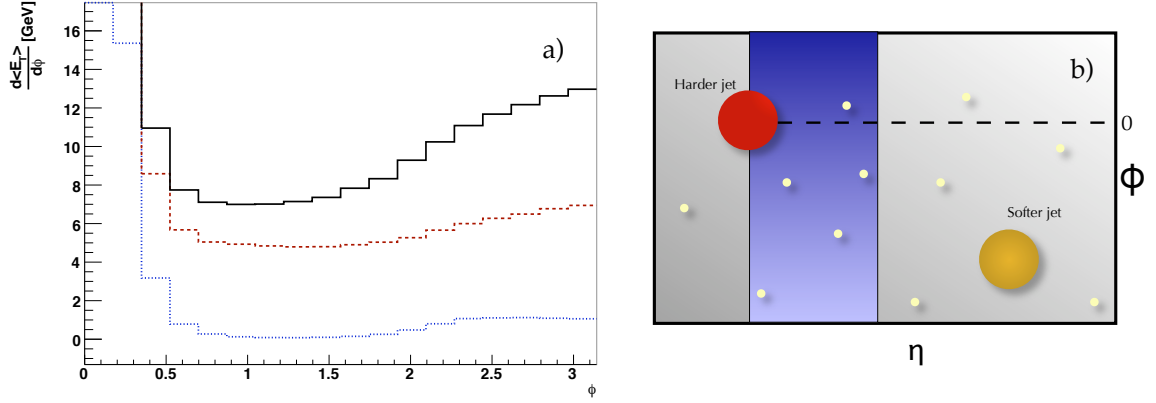 d<E_T>/dφ [GeV]
a)
16
14
12
10
8
6
4
2
0
0 0.5 1 1.5 2 2.5 3
φ
b)
Harder jet
0
ϕ
Softer jet
η